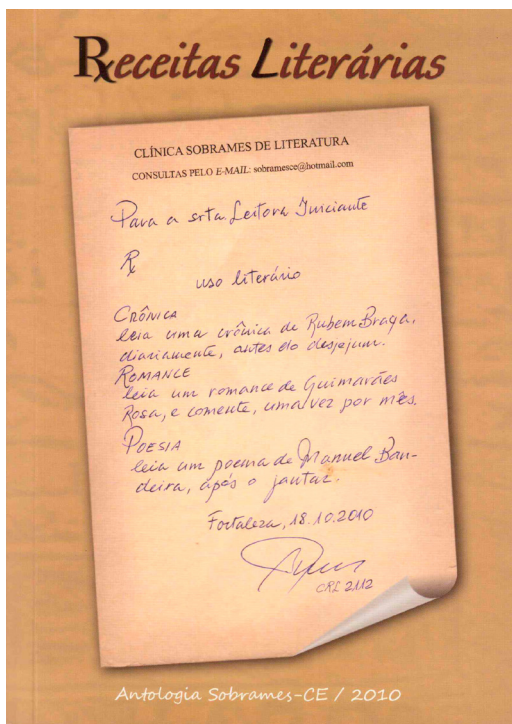 Receitas Literárias
CLÍNICA SOBRAMES DE LITERATURA
CONSULTAS PELO E-MAIL: sobramesce@hotmail.com
Para a srta Leitora Iniciante
Rx
uso literário
CRÔNICA
leia uma crônica de Rubem Braga,
diariamente, antes do desjejum.
ROMANCE
leia um romance de Guimarães
Rosa, e comente, uma vez por mês.
POESIA
leia um poema de Manuel Ban-
deira, após o jantar.
Fortaleza, 18.10.2010
CRL 2112
Antologia Sobrames-CE / 2010